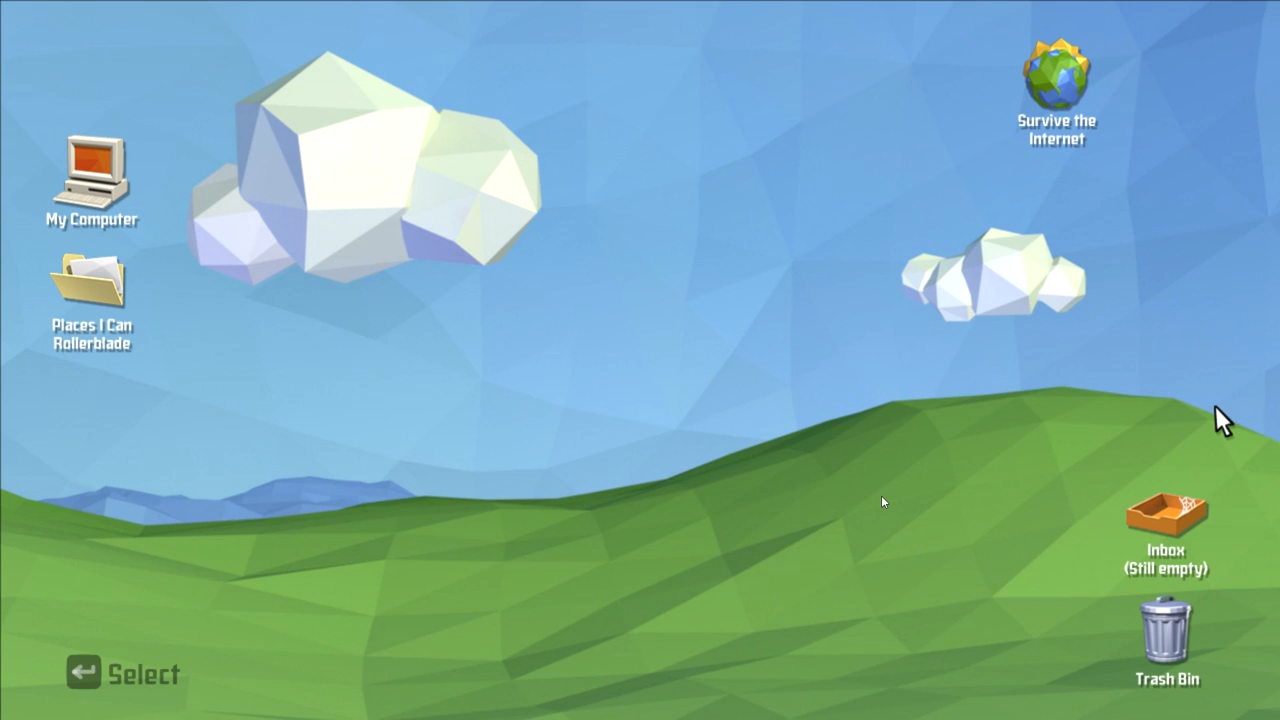 Survive the
Internet
My Computer
Places I Can
Rollerblade
Inbox
(Still empty)
Trash Bin
Select